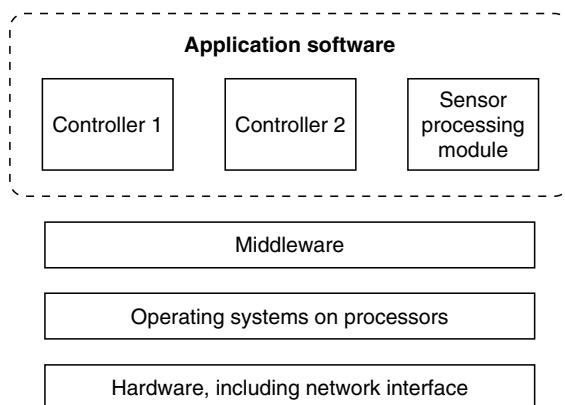 Application software
Controller 1
Controller 2
Sensor
processing
module
Middleware
Operating systems on processors
Hardware, including network interface